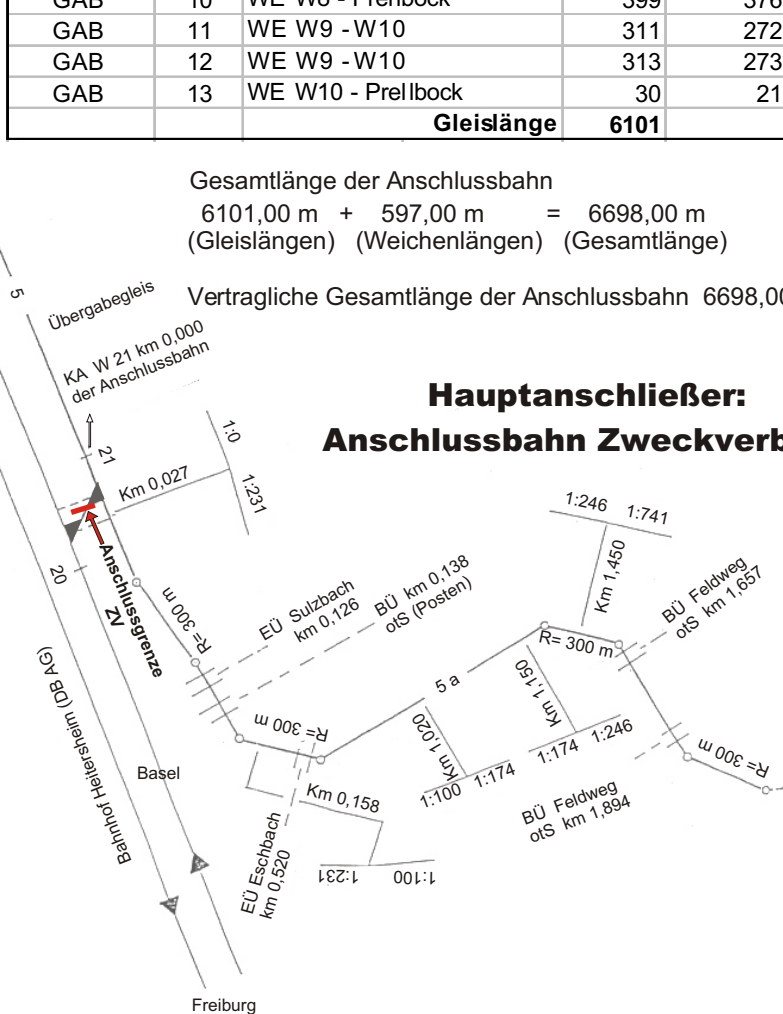 GAB 10 WE W8 - Prellbock 399 376
GAB 11 WE W9 - W10 311 272
GAB 12 WE W9 - W10 313 273
GAB 13 WE W10 - Prellbock 30 21
Gleislänge 6101
Gesamtlänge der Anschlussbahn
6101,00 m + 597,00 m = 6698,00 m
(Gleislängen) (Weichenlängen) (Gesamtlänge)
Vertragliche Gesamtlänge der Anschlussbahn 6698,00
5
Übergabegleis
KA W 21 km 0,000
der Anschlussbahn
Hauptanschließer:
Anschlussbahn Zweckverb
21
Km 0,027
1:0
1:231
20
Anschlussgrenze
ZV
R= 300 m
EÜ Sulzbach
km 0,126
BÜ km 0,138
otS (Posten)
1:246 1:741
Km 1,450
BÜ Feldweg
otS km 1,657
R= 300 m
5 a
Km 1,150
Km 1,020
1:100 1:174
1:174 1:246
R= 300 m
R= 300 m
BÜ Feldweg
otS km 1,894
Bahnhof Heitersheim (DB AG)
Basel
Km 0,158
EÜ Eschbach
km 0,520
1:231 1:100
Freiburg